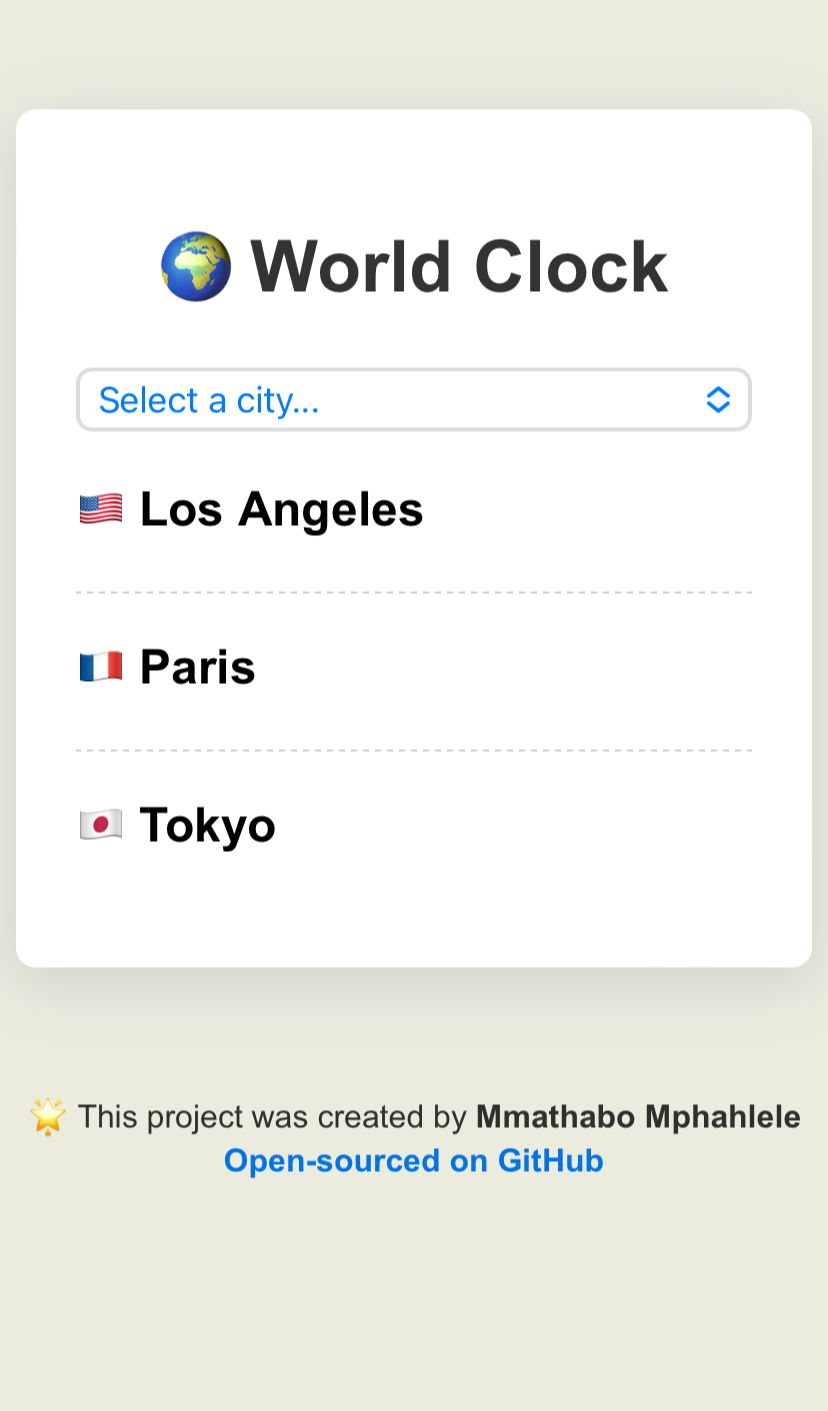 🌍 World Clock
Select a city...
🇺🇸 Los Angeles
🇫🇷 Paris
🇯🇵 Tokyo
🌟 This project was created by Mmathabo Mphahlele
Open-sourced on GitHub